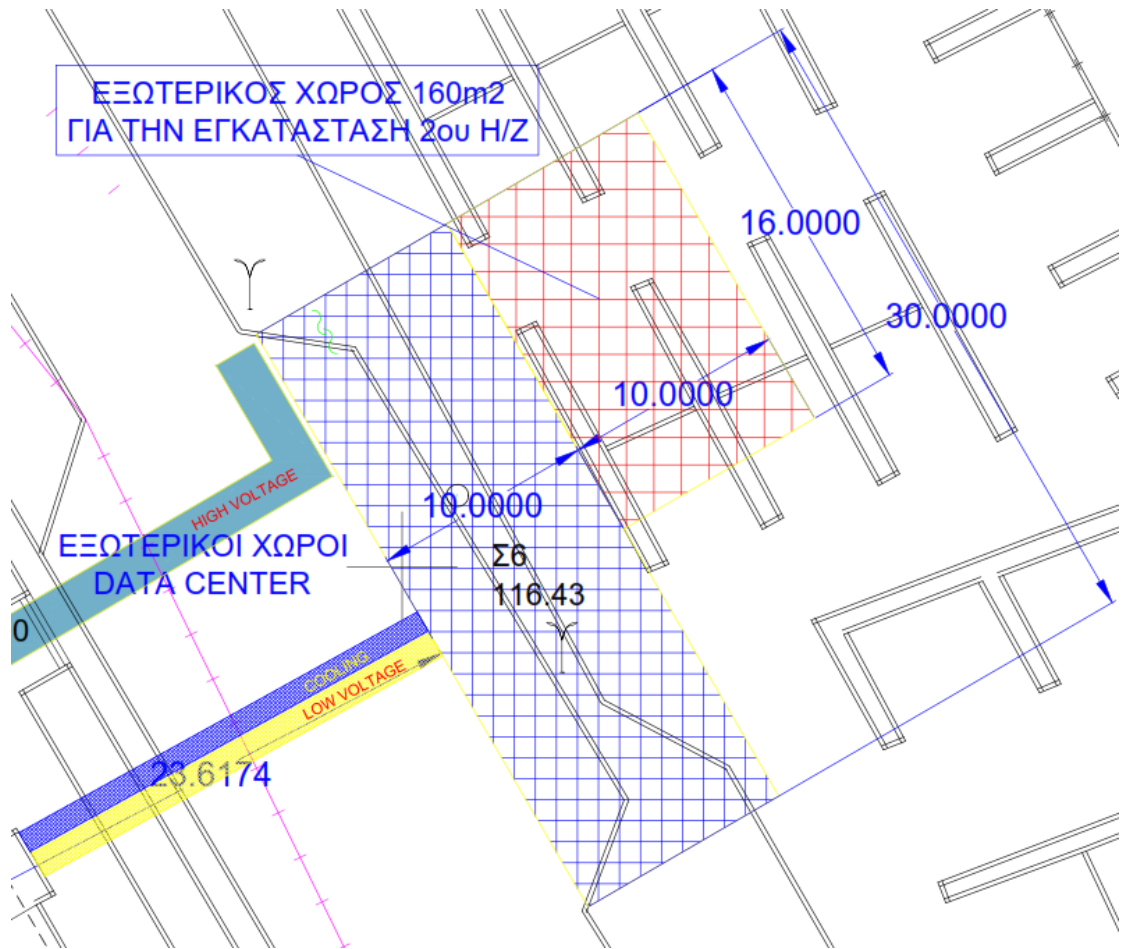 ΕΞΩΤΕΡΙΚΟΣ ΧΩΡΟΣ 160m2
ΓΙΑ ΤΗΝ ΕΓΚΑΤΑΣΤΑΣΗ 2ου Η/Ζ
16.0000
30.0000
10.0000
10.0000
HIGH VOLTAGE
ΕΞΩΤΕΡΙΚΟΙ ΧΩΡΟΙ
DATA CENTER
Σ6
116.43
0
COOLING
LOW VOLTAGE
23.6174